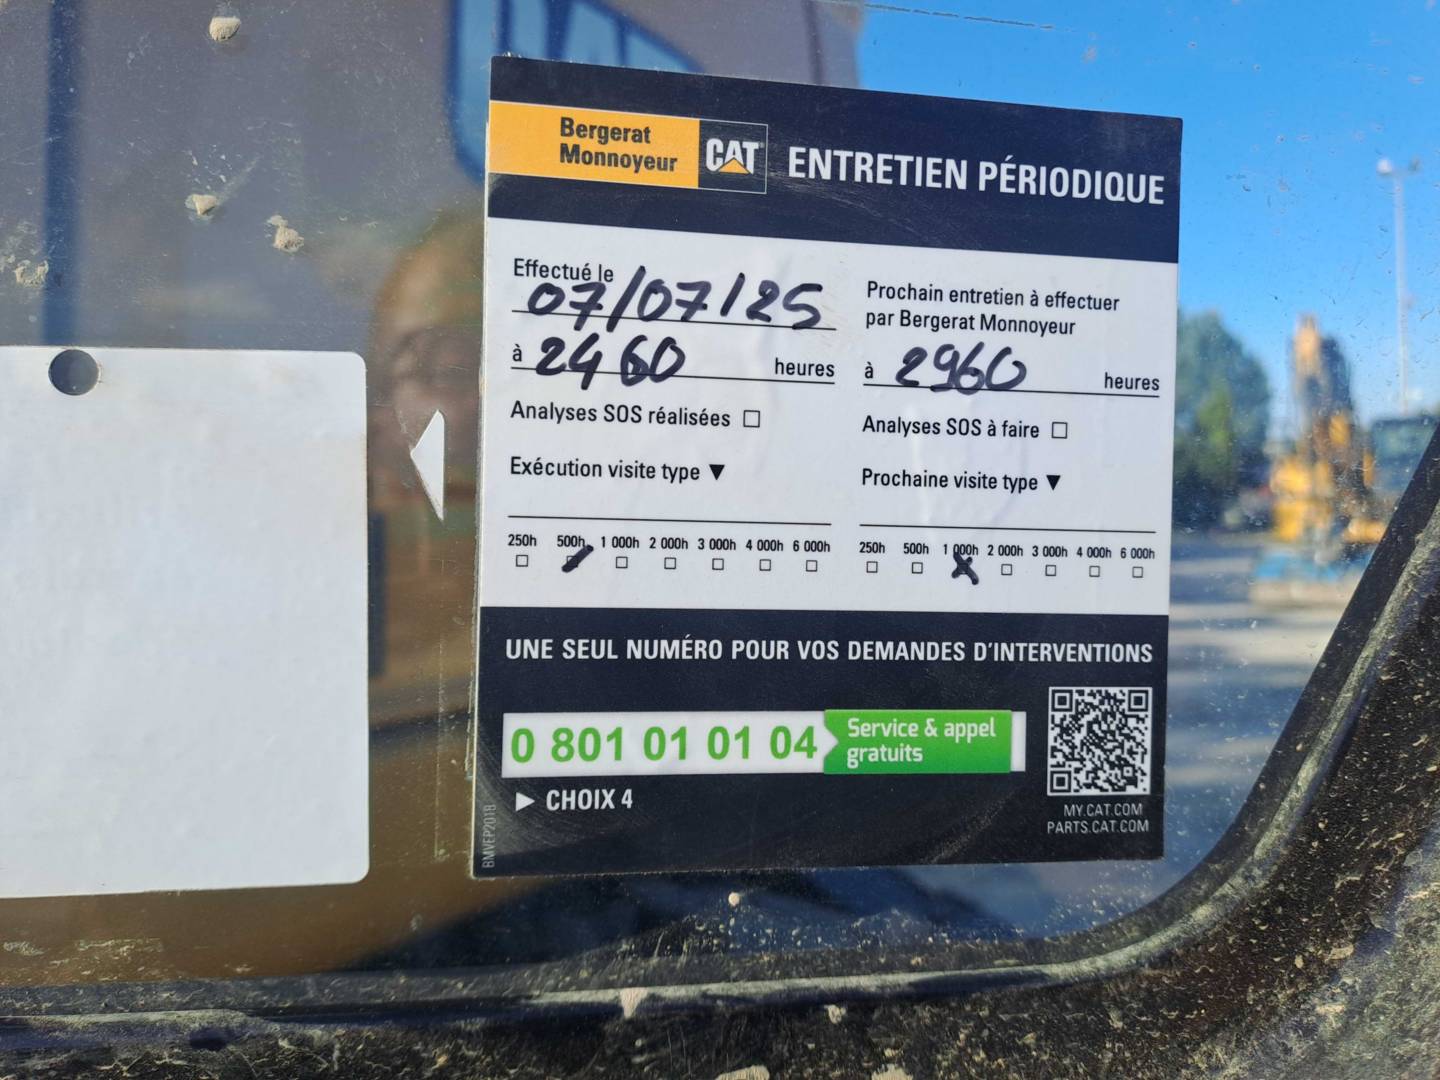 Bergerat
Monnoyeur
CAT
ENTRETIEN PÉRIODIQUE
Effectué le
07/07/25
à 2460 heures
Analyses SOS réalisées
Exécution visite type
250h 500h 1 000h 2 000h 3 000h 4 000h 6 000h
Prochain entretien à effectuer
par Bergerat Monnoyeur
à 2960 heures
Analyses SOS à faire
Prochaine visite type
250h 500h 1 000h 2 000h 3 000h 4 000h 6 000h
UNE SEUL NUMÉRO POUR VOS DEMANDES D'INTERVENTIONS
0 801 01 01 04
Service & appel
gratuits
CHOIX 4
MY.CAT.COM
PARTS.CAT.COM
BMVEP2018